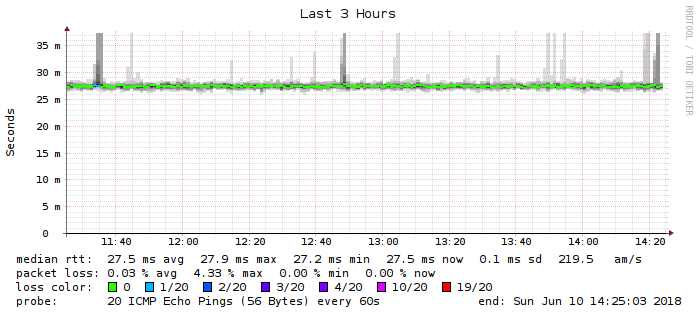 Last 3 Hours
RRDTOOL / TOBI OETIKER
Seconds
35 m
30 m
25 m
20 m
15 m
10 m
5 m
0
11:40 12:00 12:20 12:40 13:00 13:20 13:40 14:00 14:20
median rtt: 27.5 ms avg 27.9 ms max 27.2 ms min 27.5 ms now 0.1 ms sd 219.5 am/s
packet loss: 0.03 % avg 4.33 % max 0.00 % min 0.00 % now
loss color: 0 1/20 2/20 3/20 4/20 10/20 19/20
probe: 20 ICMP Echo Pings (56 Bytes) every 60s end: Sun Jun 10 14:25:03 2018